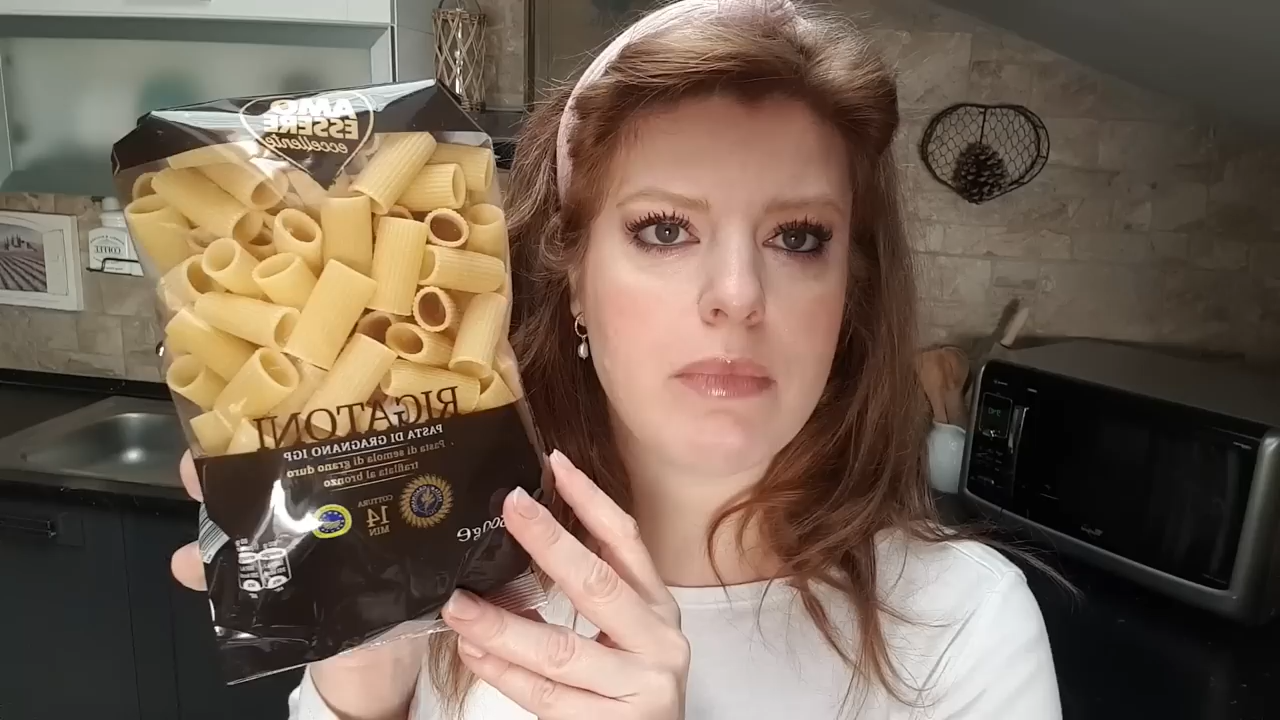 AMO
ESSERE
eccellente
RIGATONI
PASTA DI GRAGNANO IGP
Pasta di semola di grano duro
trafilata al bronzo
COTTURA
14
MIN
500g e
COFFEE